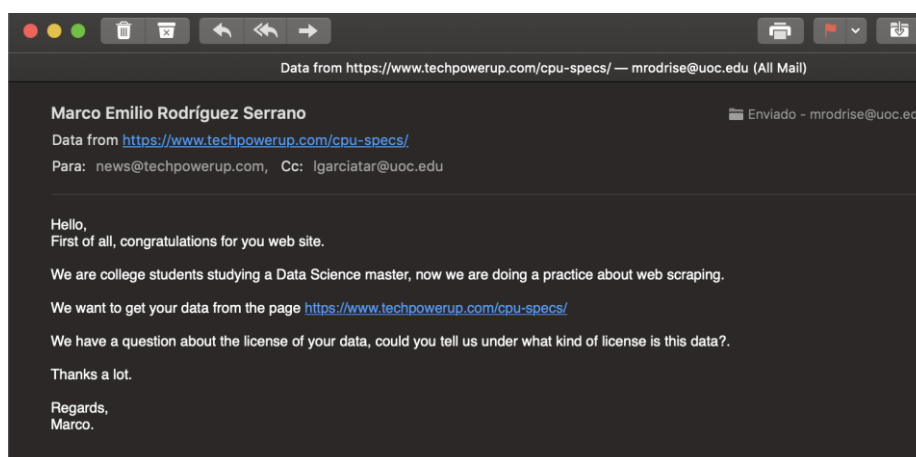 Data from https://www.techpowerup.com/cpu-specs/ — mrodrise@uoc.edu (All Mail)
Marco Emilio Rodríguez Serrano
Enviado - mrodrise@uoc.ed
Data from https://www.techpowerup.com/cpu-specs/
Para: news@techpowerup.com, Cc: lgarciatar@uoc.edu
Hello,
First of all, congratulations for you web site.
We are college students studying a Data Science master, now we are doing a practice about web scraping.
We want to get your data from the page https://www.techpowerup.com/cpu-specs/
We have a question about the license of your data, could you tell us under what kind of license is this data?.
Thanks a lot.
Regards,
Marco.